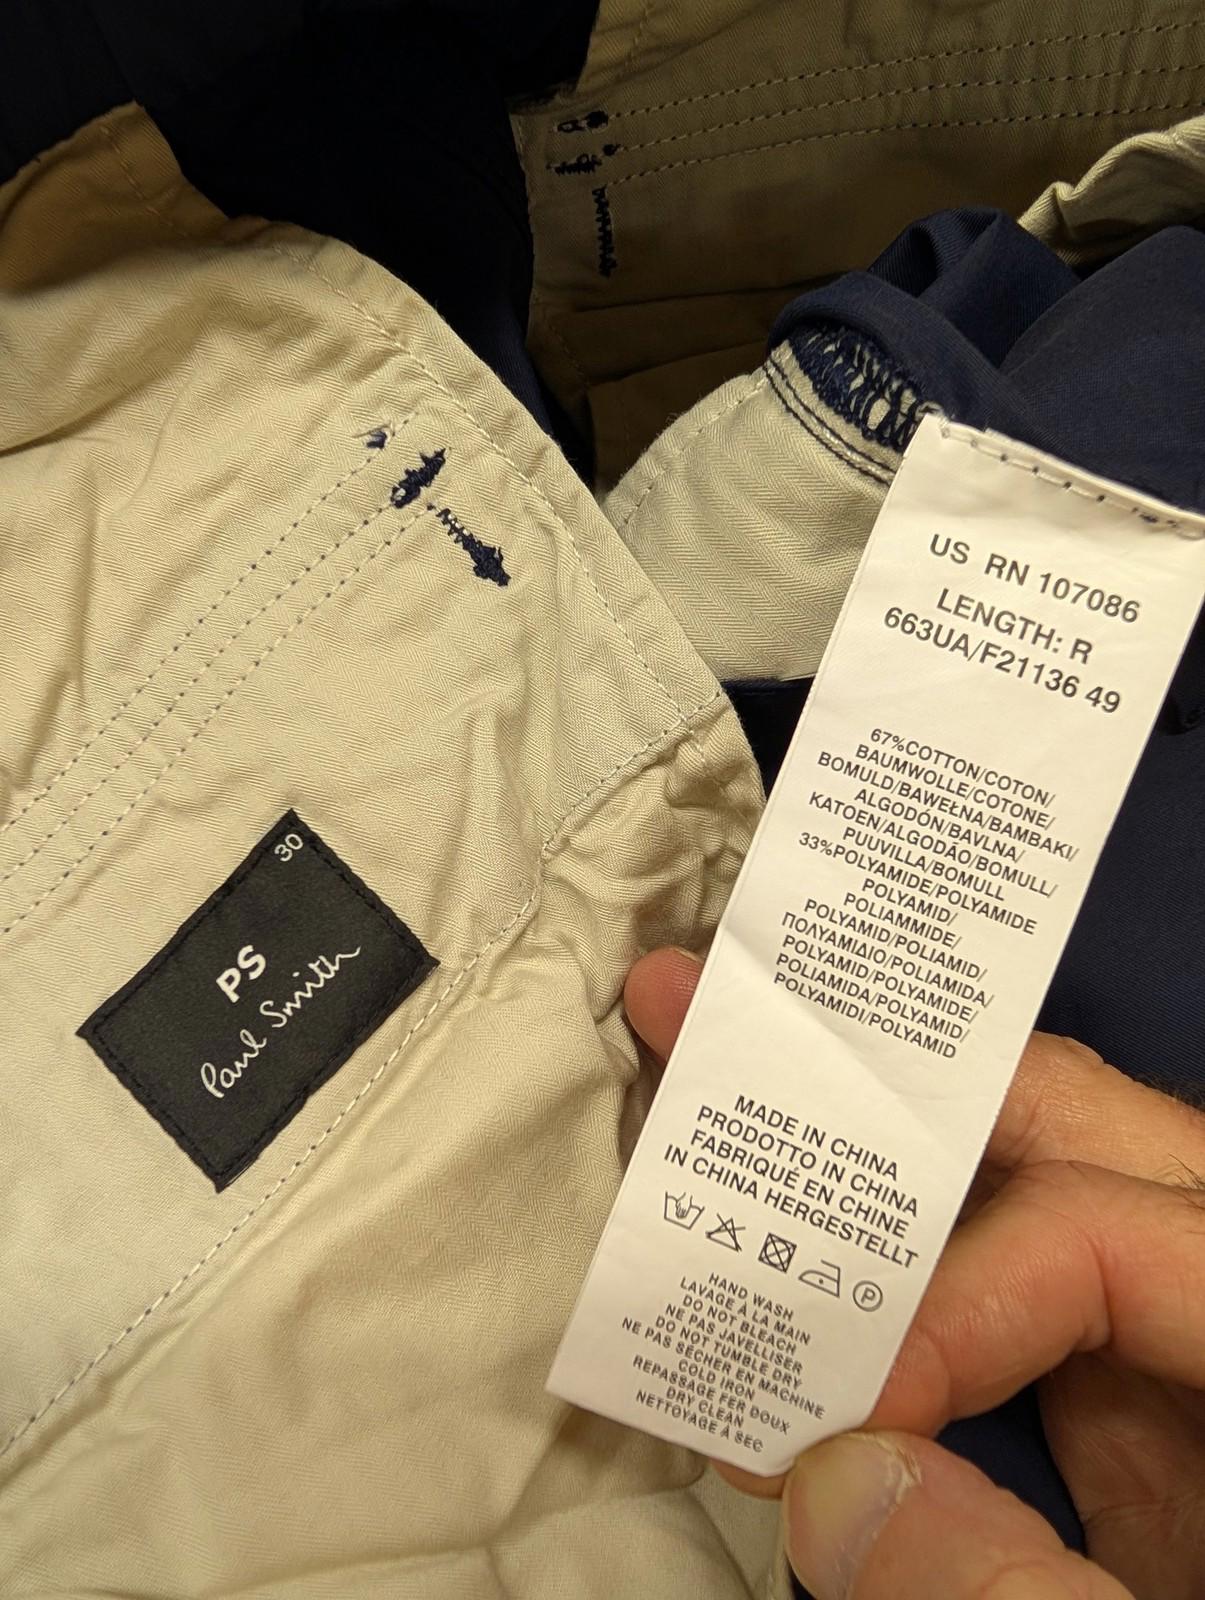 30
PS
Paul Smith
US RN 107086
LENGTH: R
663UA/F21136 49
67%COTTON/COTON/
BAUMWOLLE/COTONE/
BOMULD/BAWEŁNA/BAMBAKI/
ALGODÓN/BAVLNA/
KATOEN/ALGODÃO/BOMULL/
PUUVILLA/BOMULL
33%POLYAMIDE/POLYAMIDE
POLYAMID/
POLIAMMIDE/
POLYAMID/POLIAMID/
ΠΟΛΥΑΜΙΔΙΟ/POLIAMIDA/
POLYAMID/POLYAMIDE/
POLIAMIDA/POLYAMID/
POLYAMIDI/POLYAMID
MADE IN CHINA
PRODOTTO IN CHINA
FABRIQUÉ EN CHINE
IN CHINA HERGESTELLT
P
HAND WASH
LAVAGE À LA MAIN
DO NOT BLEACH
NE PAS JAVELLISER
DO NOT TUMBLE DRY
NE PAS SÉCHER EN MACHINE
COLD IRON
REPASSAGE FER DOUX
DRY CLEAN
NETTOYAGE À SEC